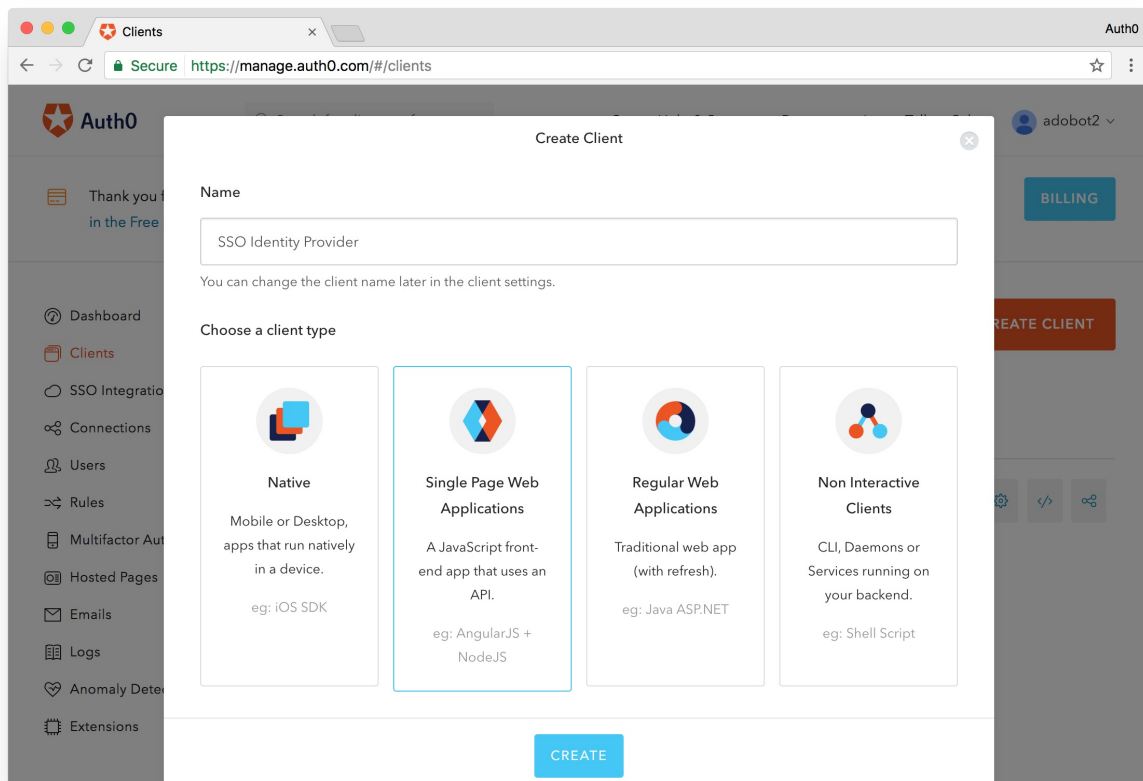 Clients
Auth0
Secure https://manage.auth0.com/#/clients
Auth0
adobot2
Thank you
in the Free
BILLING
Create Client
Name
SSO Identity Provider
You can change the client name later in the client settings.
Choose a client type
Dashboard
Clients
SSO
Connections
Users
Rules
Multifactor
Hosted Pages
Emails
Logs
Anomaly
Extensions
CLIENT
Native
Mobile or Desktop,
apps that run natively
in a device.
eg: iOS SDK
Single Page Web
Applications
A JavaScript front-
end app that uses an
API.
eg: AngularJS +
NodeJS
Regular Web
Applications
Traditional web app
(with refresh).
eg: Java ASP.NET
Non Interactive
Clients
CLI, Daemons or
Services running on
your backend.
eg: Shell Script
CREATE